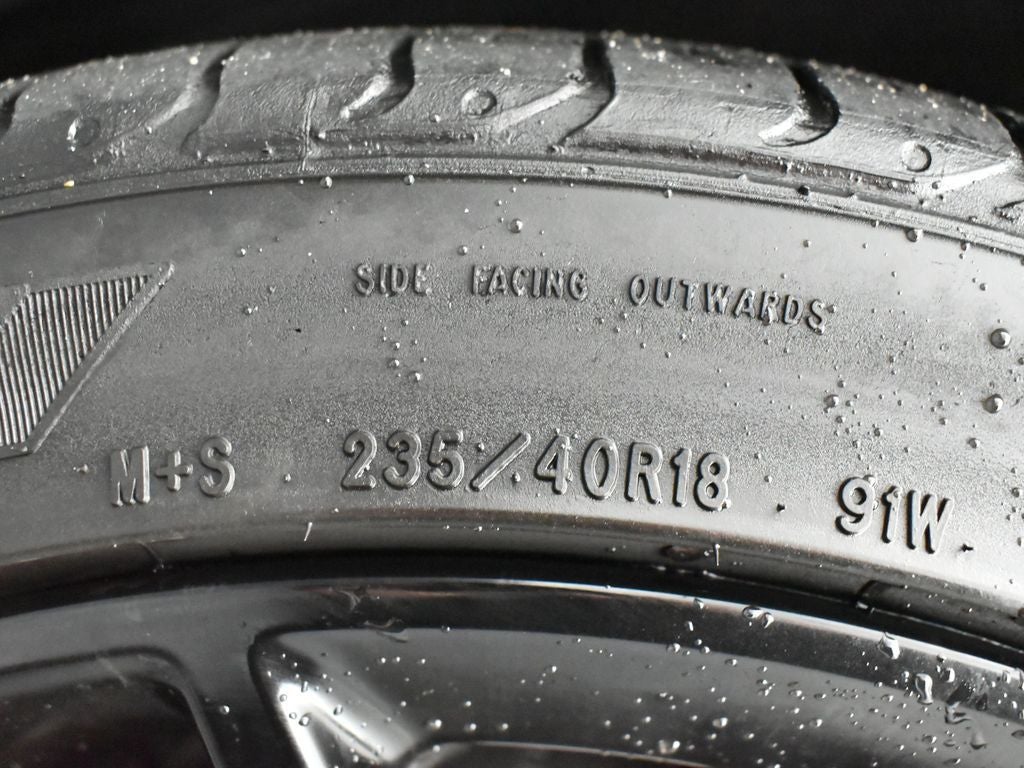 SIDE FACING OUTWARDS
M+S 235/40R18 91W